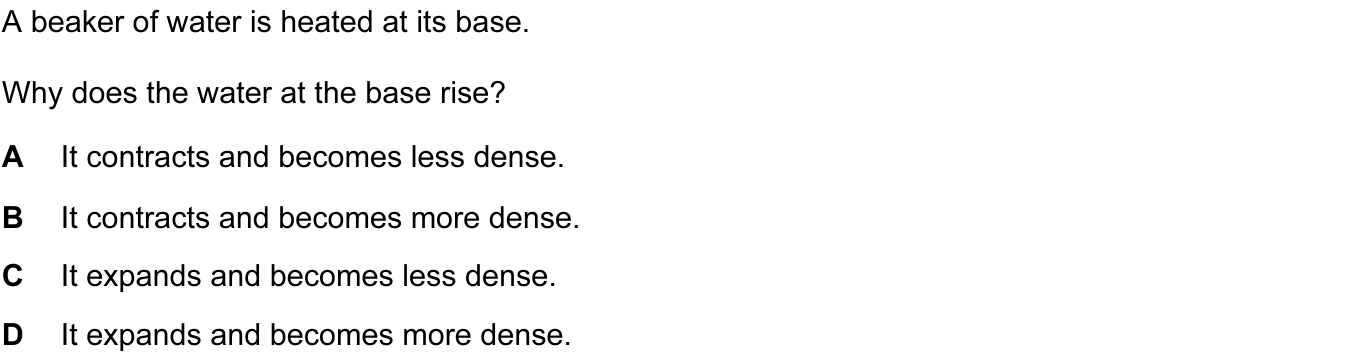 A beaker of water is heated at its base.
Why does the water at the base rise?
A It contracts and becomes less dense.
B It contracts and becomes more dense.
C It expands and becomes less dense.
D It expands and becomes more dense.